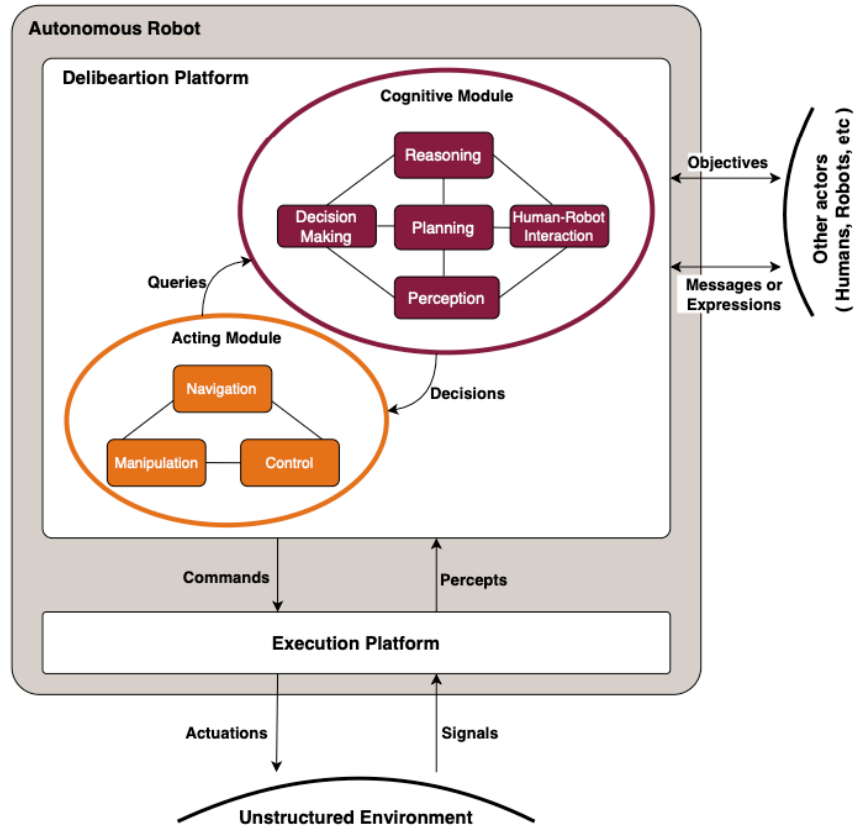 Autonomous Robot
Delibeartion Platform
Cognitive Module
Reasoning
Decision
Making
Planning
Human-Robot
Interaction
Perception
Objectives
Messages or
Expressions
Other actors
( Humans, Robots, etc )
Queries
Acting Module
Navigation
Manipulation
Control
Decisions
Commands
Percepts
Execution Platform
Actuations
Signals
Unstructured Environment